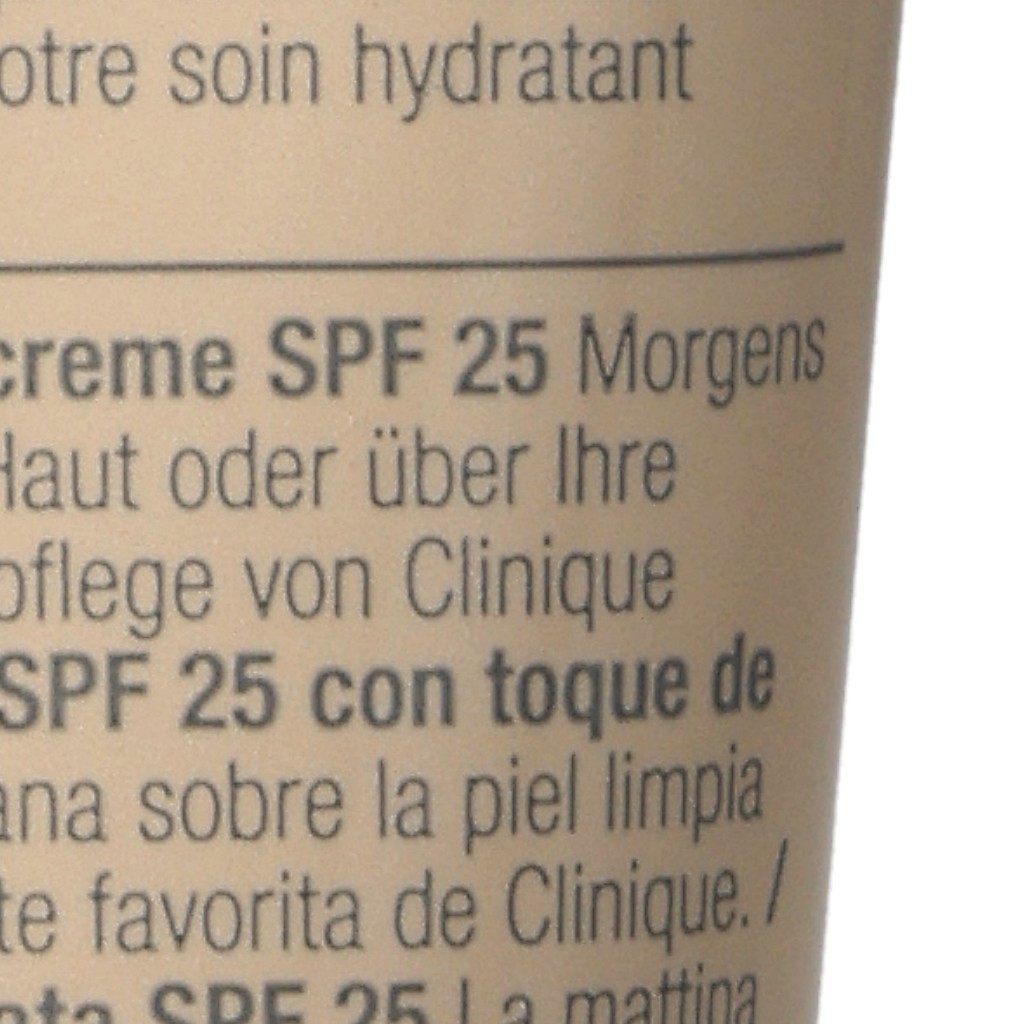 otre soin hydratant
creme SPF 25 Morgens
Haut oder über Ihre
pflege von Clinique
SPF 25 con toque de
ana sobre la piel limpia
te favorita de Clinique. /
ata SPF 25 La mattina